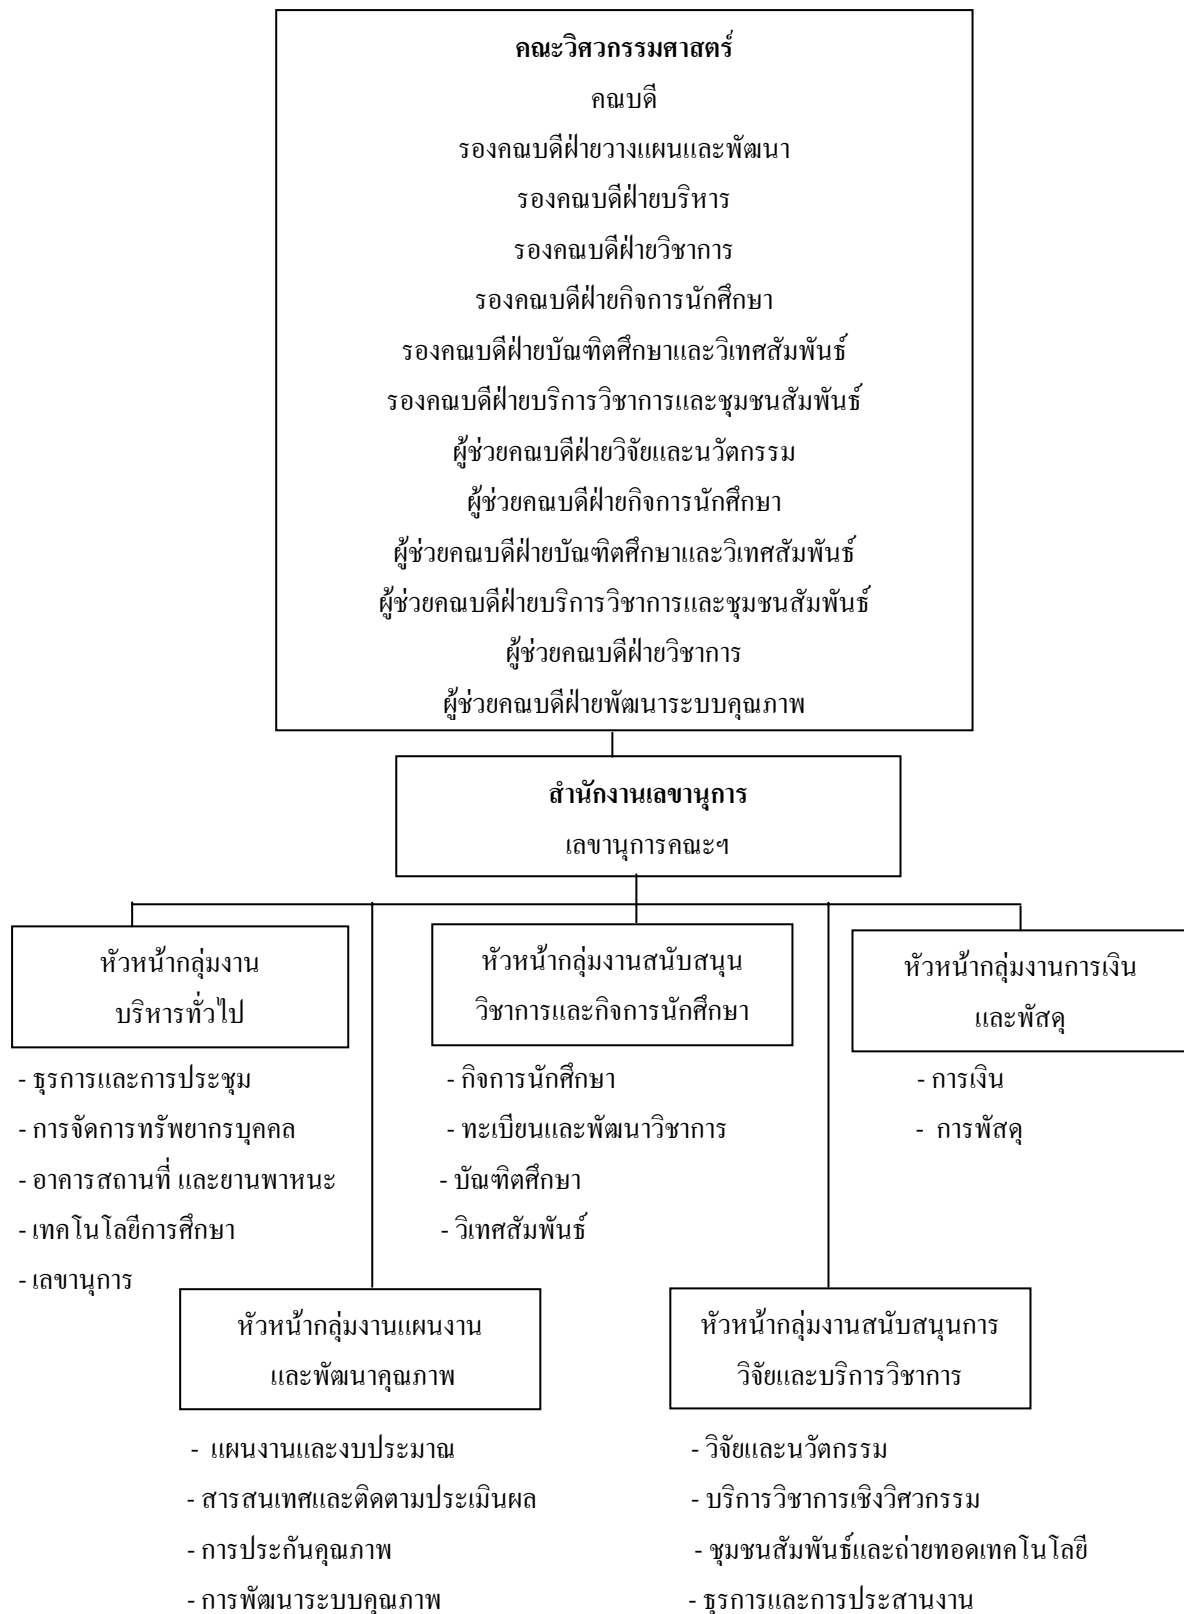 คณะวิศวกรรมศาสตร์
คณบดี
รองคณบดีฝ่ายวางแผนและพัฒนา
รองคณบดีฝ่ายบริหาร
รองคณบดีฝ่ายวิชาการ
รองคณบดีฝ่ายกิจการนักศึกษา
รองคณบดีฝ่ายบัณฑิตศึกษาและวิเทศสัมพันธ์
รองคณบดีฝ่ายบริการวิชาการและชุมชนสัมพันธ์
ผู้ช่วยคณบดีฝ่ายวิจัยและนวัตกรรม
ผู้ช่วยคณบดีฝ่ายกิจการนักศึกษา
ผู้ช่วยคณบดีฝ่ายบัณฑิตศึกษาและวิเทศสัมพันธ์
ผู้ช่วยคณบดีฝ่ายบริการวิชาการและชุมชนสัมพันธ์
ผู้ช่วยคณบดีฝ่ายวิชาการ
ผู้ช่วยคณบดีฝ่ายพัฒนาระบบคุณภาพ
สำนักงานเลขานุการ
เลขานุการคณะฯ
หัวหน้ากลุ่มงาน
บริหารทั่วไป
- ธุรการและการประชุม
- การจัดการทรัพยากรบุคคล
- อาคารสถานที่ และยานพาหนะ
- เทคโนโลยีการศึกษา
- เลขานุการ
หัวหน้ากลุ่มงานสนับสนุน
วิชาการและกิจการนักศึกษา
- กิจการนักศึกษา
- ทะเบียนและพัฒนาวิชาการ
- บัณฑิตศึกษา
- วิเทศสัมพันธ์
หัวหน้ากลุ่มงานการเงิน
และพัสดุ
- การเงิน
- การพัสดุ
หัวหน้ากลุ่มงานแผนงาน
และพัฒนาคุณภาพ
- แผนงานและงบประมาณ
- สารสนเทศและติดตามประเมินผล
- การประกันคุณภาพ
- การพัฒนาระบบคุณภาพ
หัวหน้ากลุ่มงานสนับสนุนการ
วิจัยและบริการวิชาการ
- วิจัยและนวัตกรรม
- บริการวิชาการเชิงวิศวกรรม
- ชุมชนสัมพันธ์และถ่ายทอดเทคโนโลยี
- ธุรการและการประสานงาน